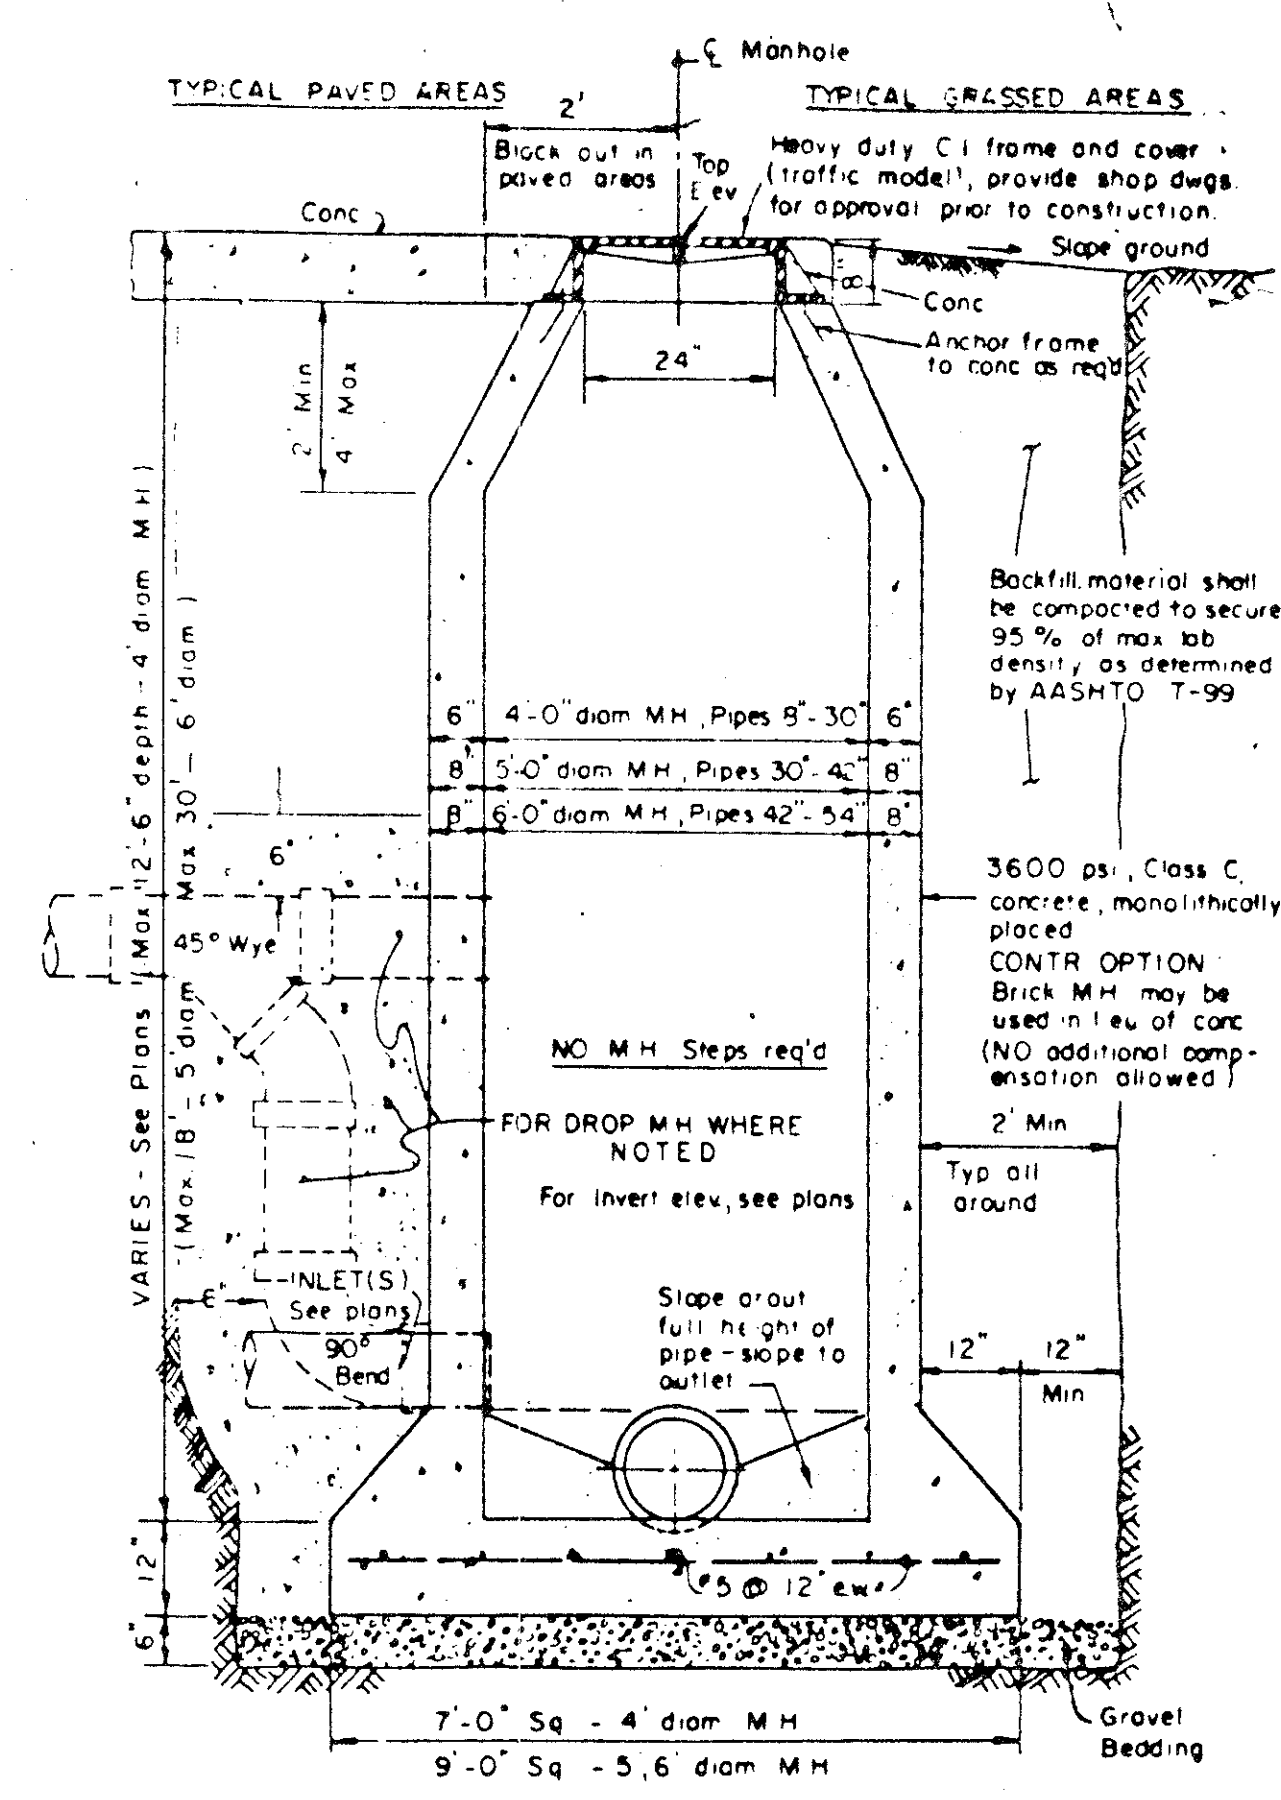 ℄ Manhole
TYPICAL PAVED AREAS
TYPICAL GRASSED AREAS
2'
Block out in
paved areas
Top
Elev
Heavy duty C I frame and cover
(traffic model), provide shop dwgs.
for approval prior to construction.
Conc
Slope ground
8"
Conc
Anchor frame
to conc as req'd
24"
2' Min
4' Max
Backfill material shall
be compacted to secure
95 % of max lab
density as determined
by AASHTO T-99
6" 4'-0" diam MH, Pipes 8"- 30" 6"
8" 5'-0" diam MH, Pipes 30"- 42" 8"
8" 6'-0" diam MH, Pipes 42"- 54" 8"
VARIES - See Plans (Max 12'-6" depth - 4' diam MH)
(Max. 18' - 5' diam Max 30' - 6' diam)
6"
45° Wye
3600 psi, Class C,
concrete, monolithically
placed
CONTR OPTION
Brick MH may be
used in lieu of conc
(NO additional comp-
ensation allowed)
NO MH Steps req'd
FOR DROP MH WHERE
NOTED
For invert elev, see plans
2' Min
Typ all
around
6"
INLET(S)
See plans
90°
Bend
Slope grout
full height of
pipe - slope to
outlet
12" 12"
Min
12"
#5 @ 12" ew
6"
7'-0" Sq - 4' diam MH
9'-0" Sq - 5', 6' diam MH
Gravel
Bedding